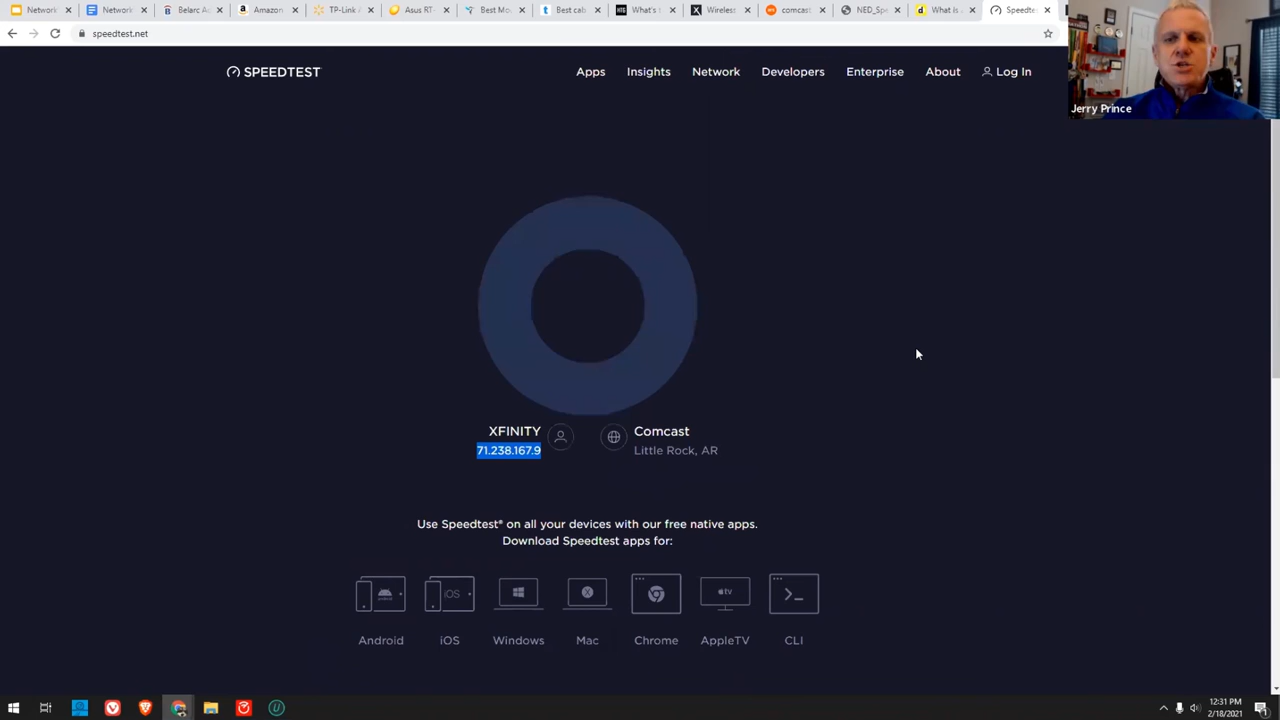 Network
Network
Belarc Ad
Amazon
TP-Link A
Asus RT-
Best Mo
Best cab
What's t
Wireless
comcast
NED_Spe
What is
Speedte
speedtest.net
SPEEDTEST
Apps
Insights
Network
Developers
Enterprise
About
Log In
Jerry Prince
XFINITY
71.238.167.9
Comcast
Little Rock, AR
Use Speedtest® on all your devices with our free native apps.
Download Speedtest apps for:
iOS
tv
Android
iOS
Windows
Mac
Chrome
AppleTV
CLI
12:31 PM
2/18/2021